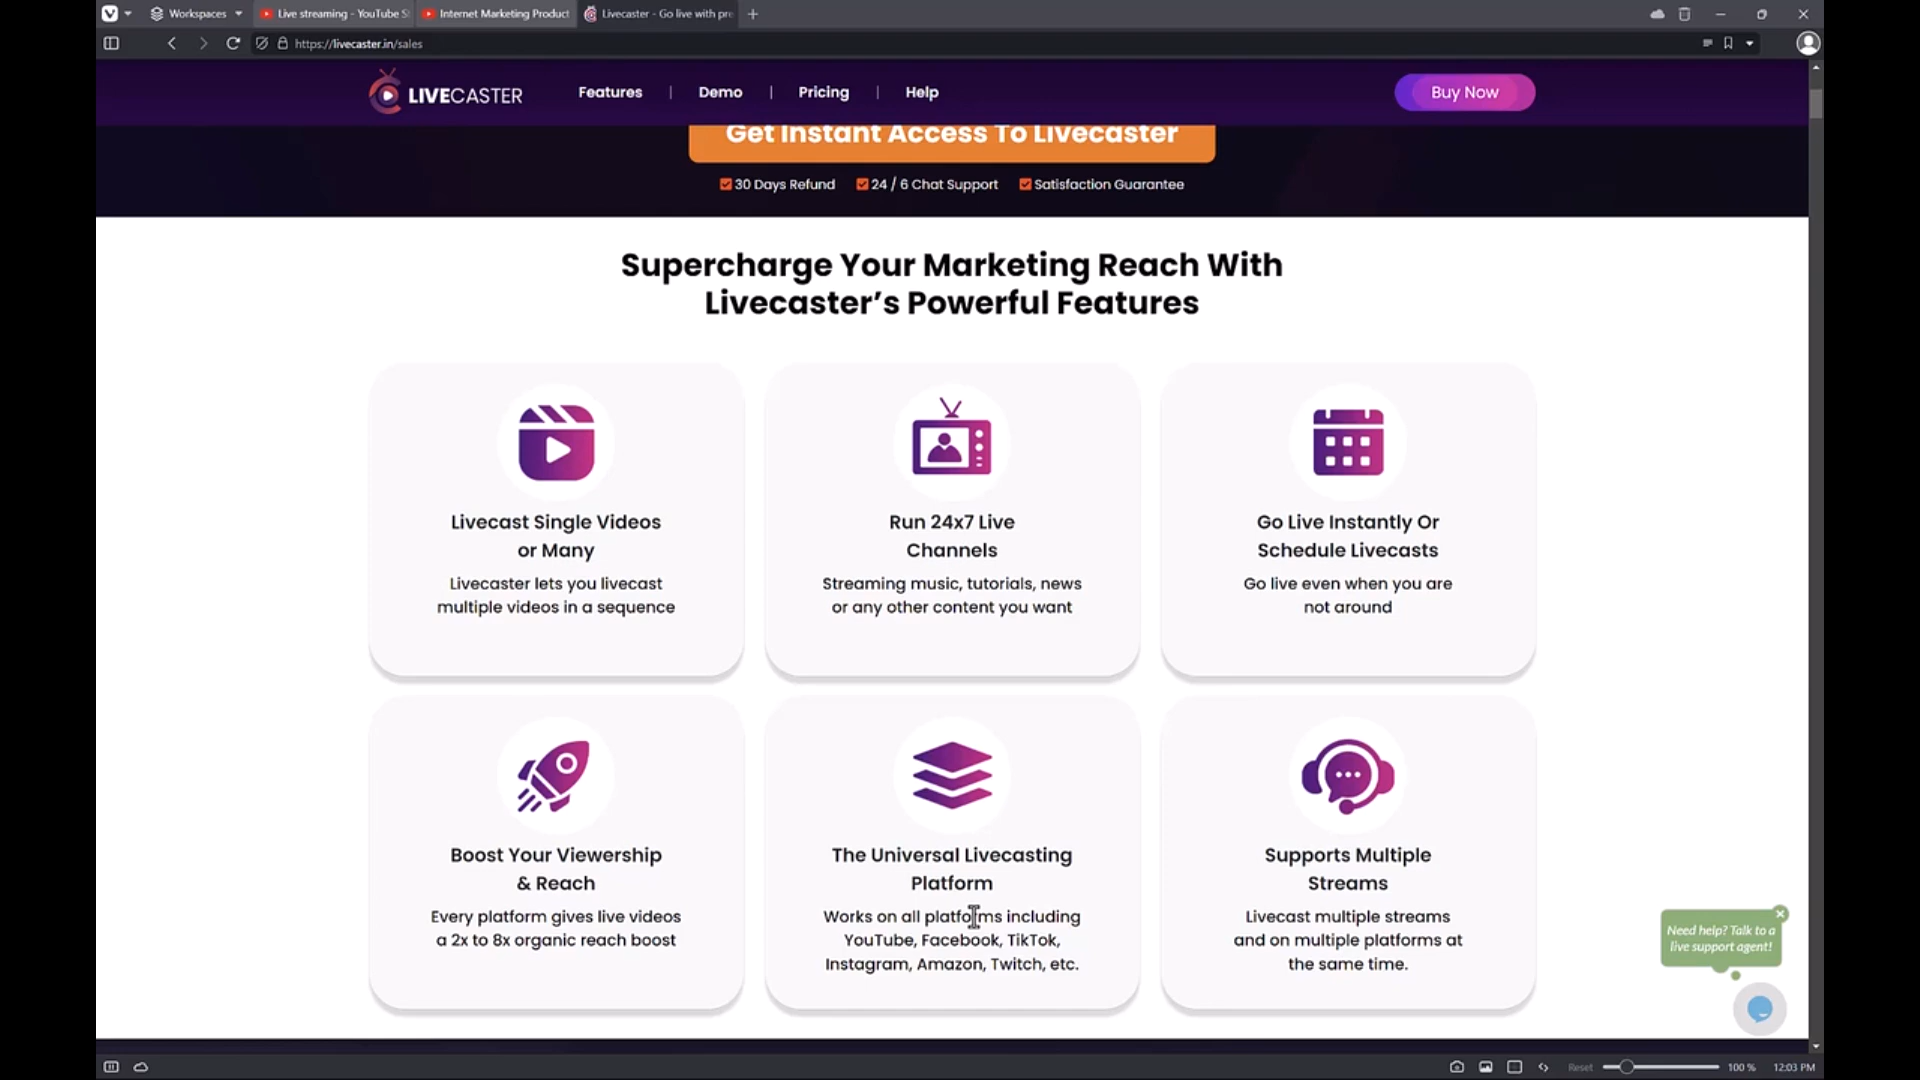 Workspaces
Live streaming - YouTube S
Internet Marketing Product
Livecaster - Go live with pre
https://livecaster.in/sales
LIVECASTER
Features | Demo | Pricing | Help
Buy Now
Get Instant Access To Livecaster
30 Days Refund
24 / 6 Chat Support
Satisfaction Guarantee
Supercharge Your Marketing Reach With
Livecaster’s Powerful Features
Livecast Single Videos
or Many
Livecaster lets you livecast
multiple videos in a sequence
Run 24x7 Live
Channels
Streaming music, tutorials, news
or any other content you want
Go Live Instantly Or
Schedule Livecasts
Go live even when you are
not around
Boost Your Viewership
& Reach
Every platform gives live videos
a 2x to 8x organic reach boost
The Universal Livecasting
Platform
Works on all platforms including
YouTube, Facebook, TikTok,
Instagram, Amazon, Twitch, etc.
Supports Multiple
Streams
Livecast multiple streams
and on multiple platforms at
the same time.
Need help? Talk to a
live support agent!
Reset
100 %
12:03 PM